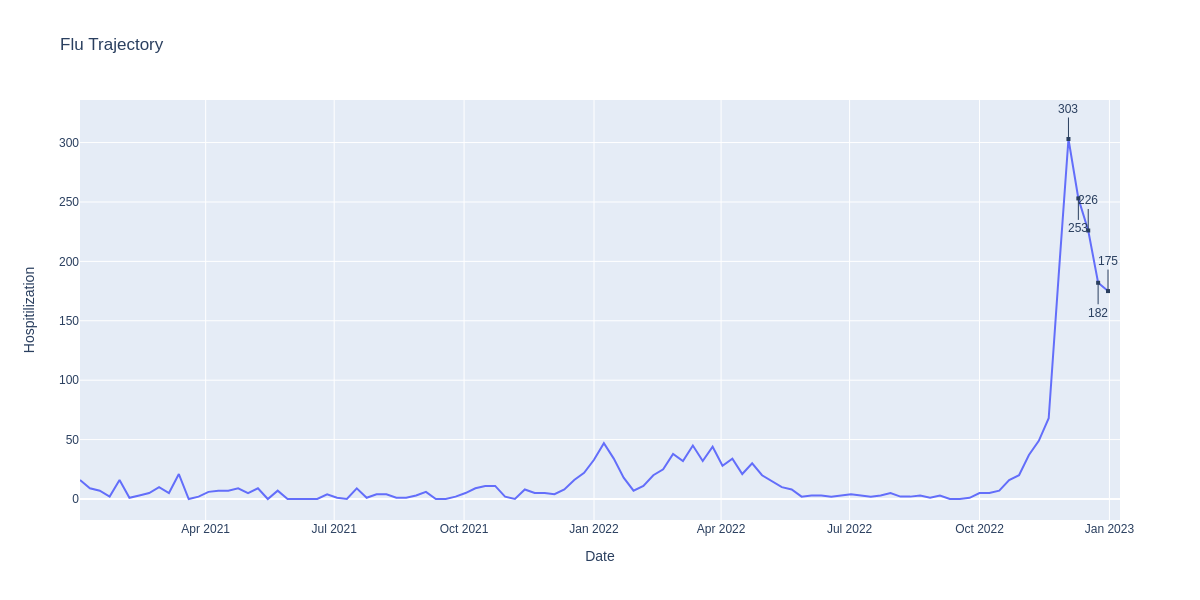 Flu Trajectory
303
300
250
226
253
200
175
182
150
100
50
0
Hospitilization
Apr 2021
Jul 2021
Oct 2021
Jan 2022
Apr 2022
Jul 2022
Oct 2022
Jan 2023
Date